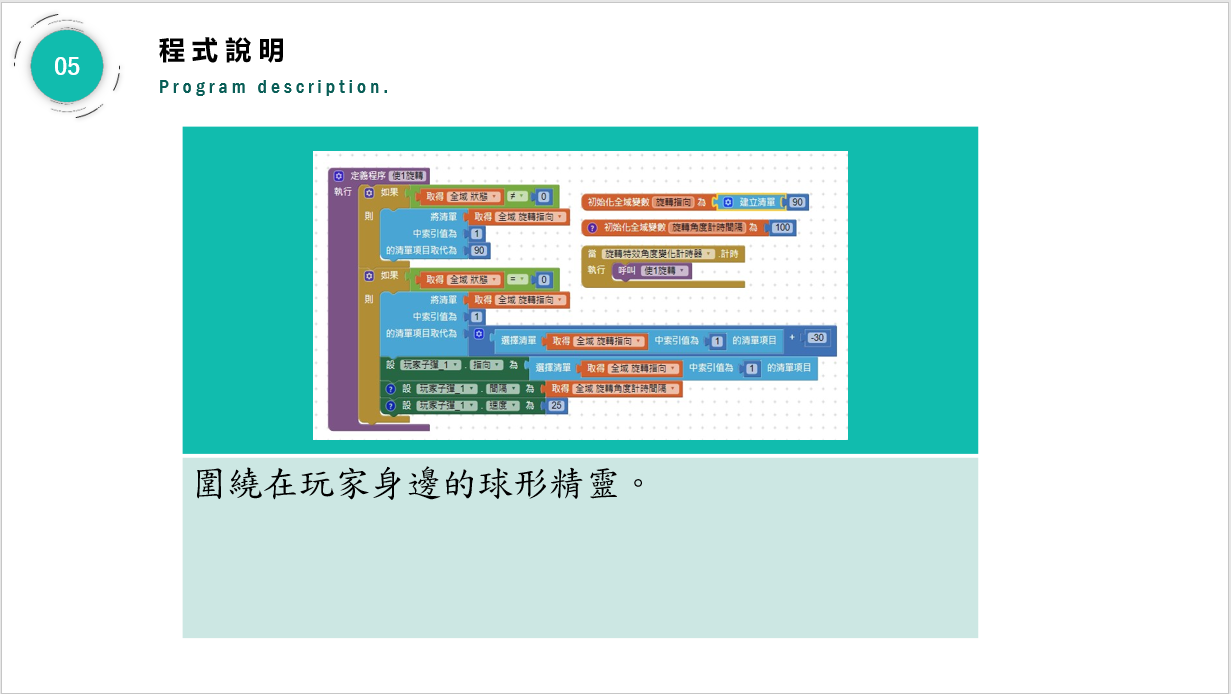 05
程式說明
Program description.
定義程序 使1旋轉
執行 如果 取得 全域 狀態 ≠ 0
則 將清單 取得 全域 旋轉指向
中索引值為 1
的清單項目取代為 90
如果 取得 全域 狀態 = 0
則 將清單 取得 全域 旋轉指向
中索引值為 1
的清單項目取代為 選擇清單 取得 全域 旋轉指向 中索引值為 1 的清單項目 + -30
設 玩家子彈_1 . 指向 為 選擇清單 取得 全域 旋轉指向 中索引值為 1 的清單項目
? 設 玩家子彈_1 . 間隔 為 取得 全域 旋轉角度計時間隔
? 設 玩家子彈_1 . 速度 為 25
初始化全域變數 旋轉指向 為 建立清單 90
? 初始化全域變數 旋轉角度計時間隔 為 100
當 旋轉特效角度變化計時器 .計時
執行 呼叫 使1旋轉
圍繞在玩家身邊的球形精靈。